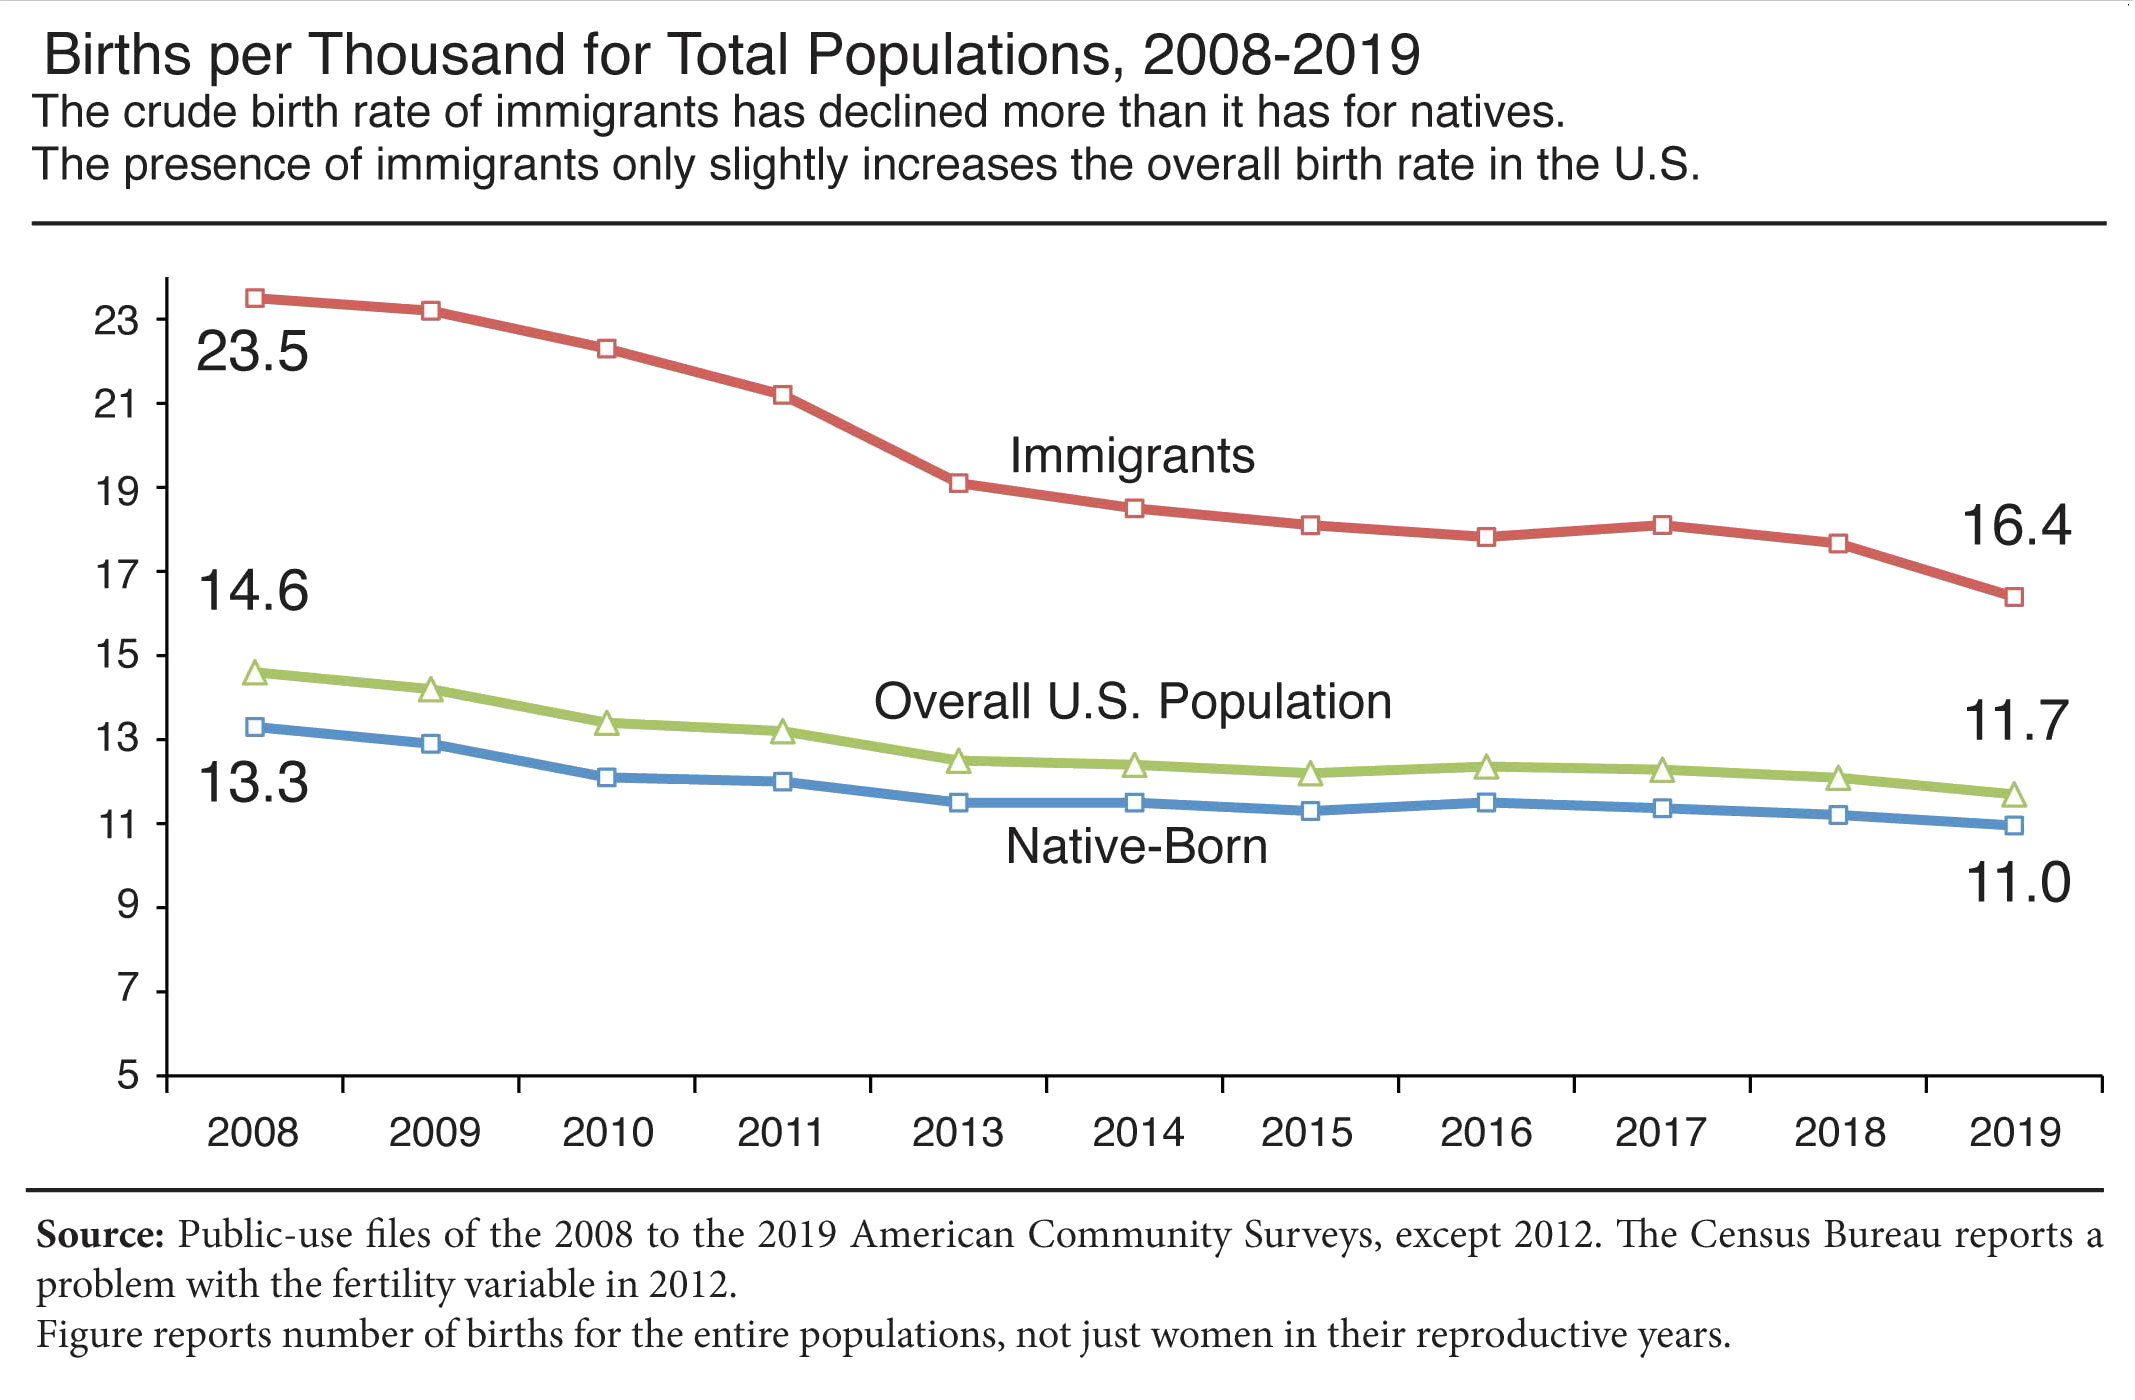 Births per Thousand for Total Populations, 2008-2019
The crude birth rate of immigrants has declined more than it has for natives.
The presence of immigrants only slightly increases the overall birth rate in the U.S.
23
23.5
21
Immigrants
19
16.4
17
14.6
15
Overall U.S. Population
11.7
13
13.3
11
Native-Born
11.0
9
7
5
2008 2009 2010 2011 2013 2014 2015 2016 2017 2018 2019
Source: Public-use files of the 2008 to the 2019 American Community Surveys, except 2012. The Census Bureau reports a
problem with the fertility variable in 2012.
Figure reports number of births for the entire populations, not just women in their reproductive years.